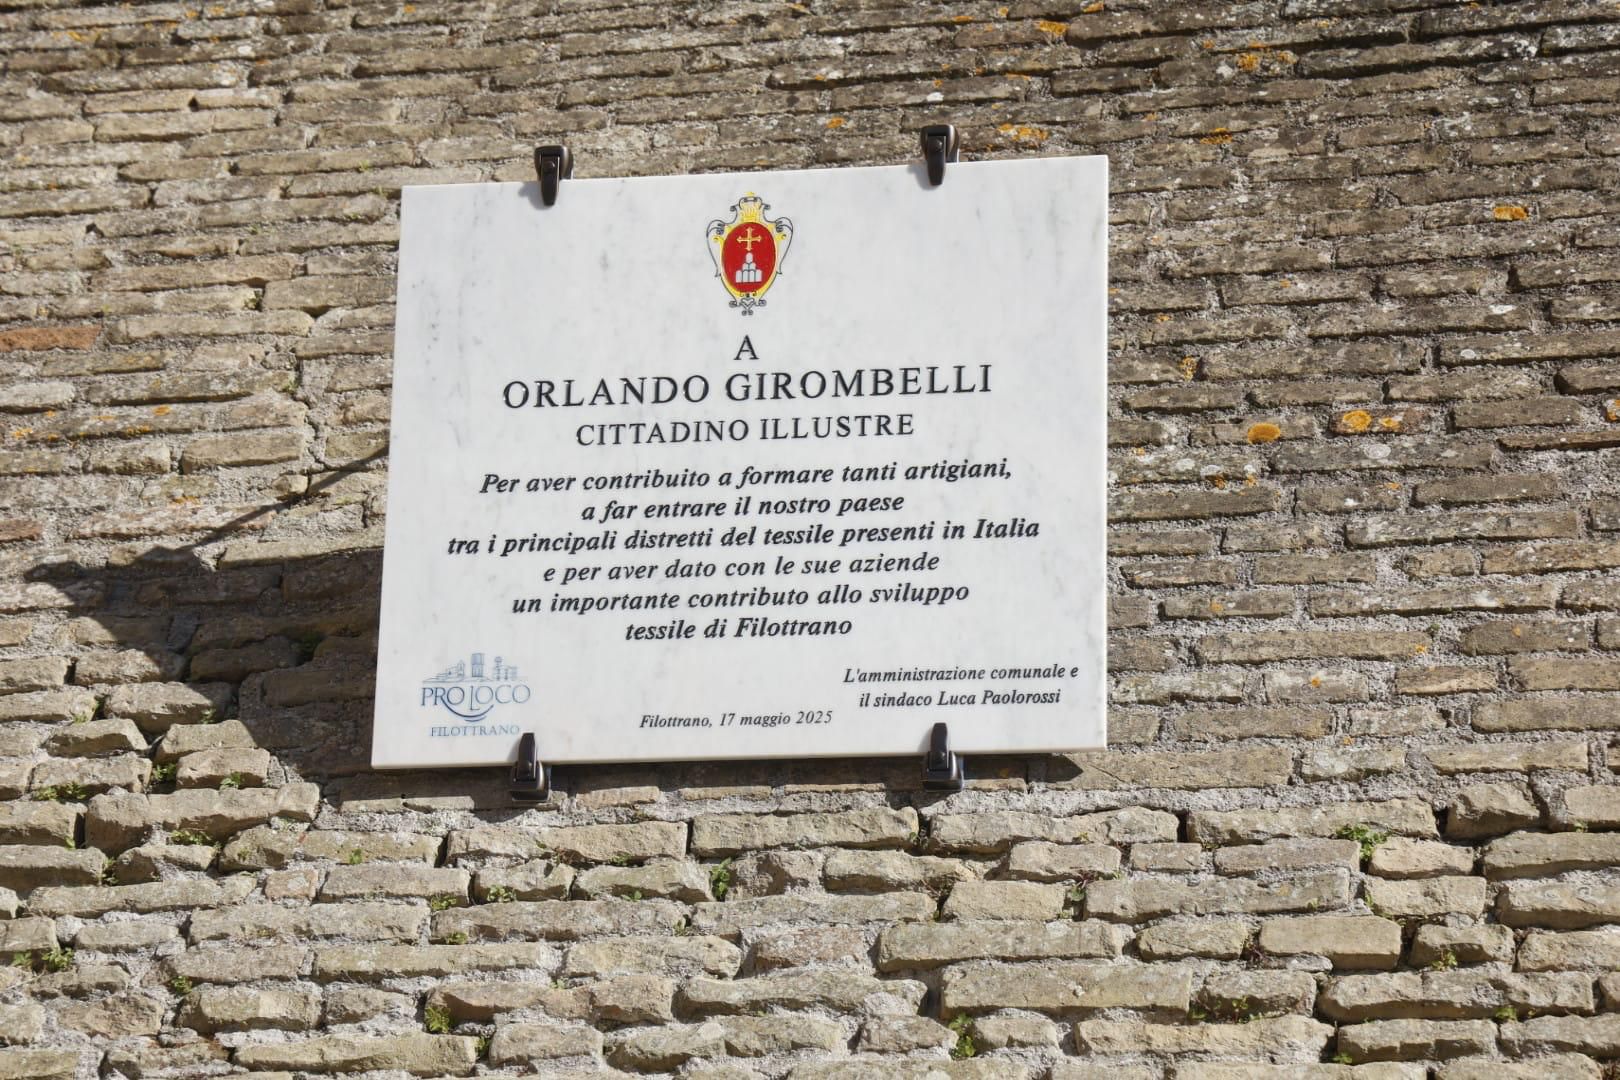 A
ORLANDO GIROMBELLI
CITTADINO ILLUSTRE
Per aver contribuito a formare tanti artigiani,
a far entrare il nostro paese
tra i principali distretti del tessile presenti in Italia
e per aver dato con le sue aziende
un importante contributo allo sviluppo
tessile di Filottrano
L'amministrazione comunale e
il sindaco Luca Paolorossi
Filottrano, 17 maggio 2025
PRO LOCO
FILOTTRANO